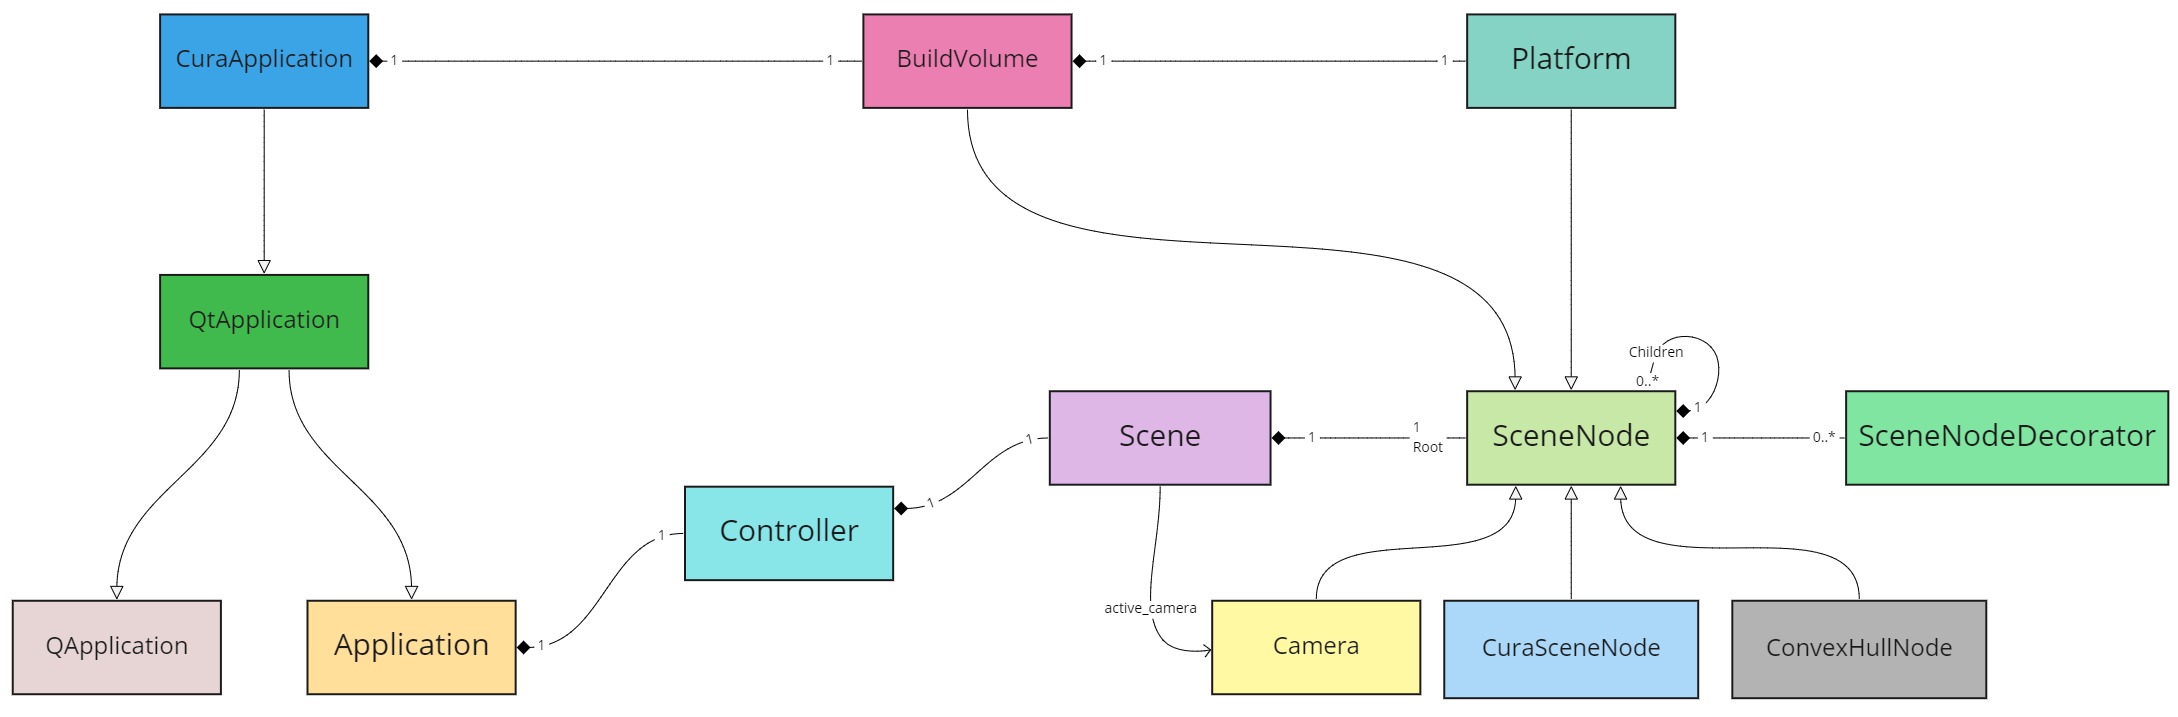 CuraApplication
1
1
BuildVolume
1
1
Platform
QtApplication
Children
0..*
1
Scene
1
1
Root
SceneNode
1
0..*
SceneNodeDecorator
1
1
Controller
1
1
active_camera
QApplication
Application
Camera
CuraSceneNode
ConvexHullNode